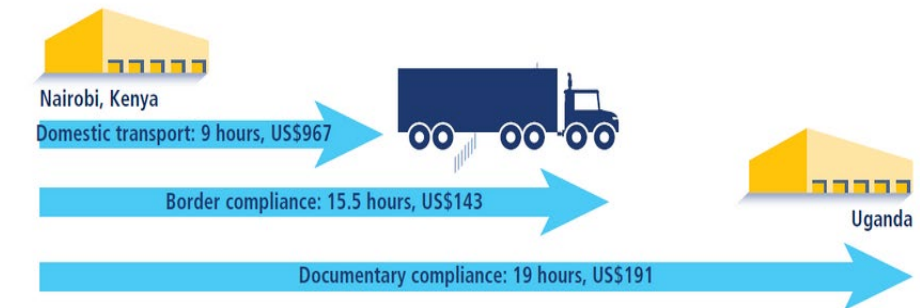 Nairobi, Kenya
Domestic transport: 9 hours, US$967
Border compliance: 15.5 hours, US$143
Uganda
Documentary compliance: 19 hours, US$191